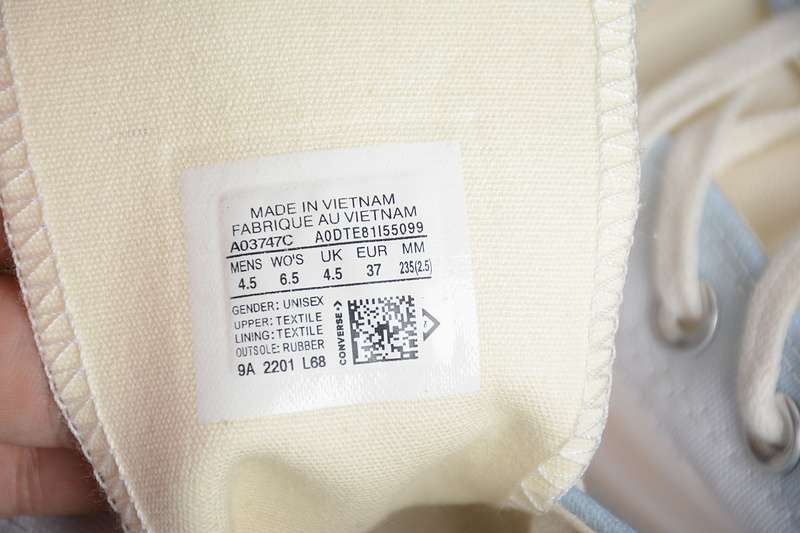 MADE IN VIETNAM
FABRIQUE AU VIETNAM
A03747C A0DTE81I55099
MENS WO'S UK EUR MM
4.5 6.5 4.5 37 235(2.5)
GENDER: UNISEX
UPPER: TEXTILE
LINING: TEXTILE
OUTSOLE: RUBBER
9A 2201 L68
CONVERSE
7